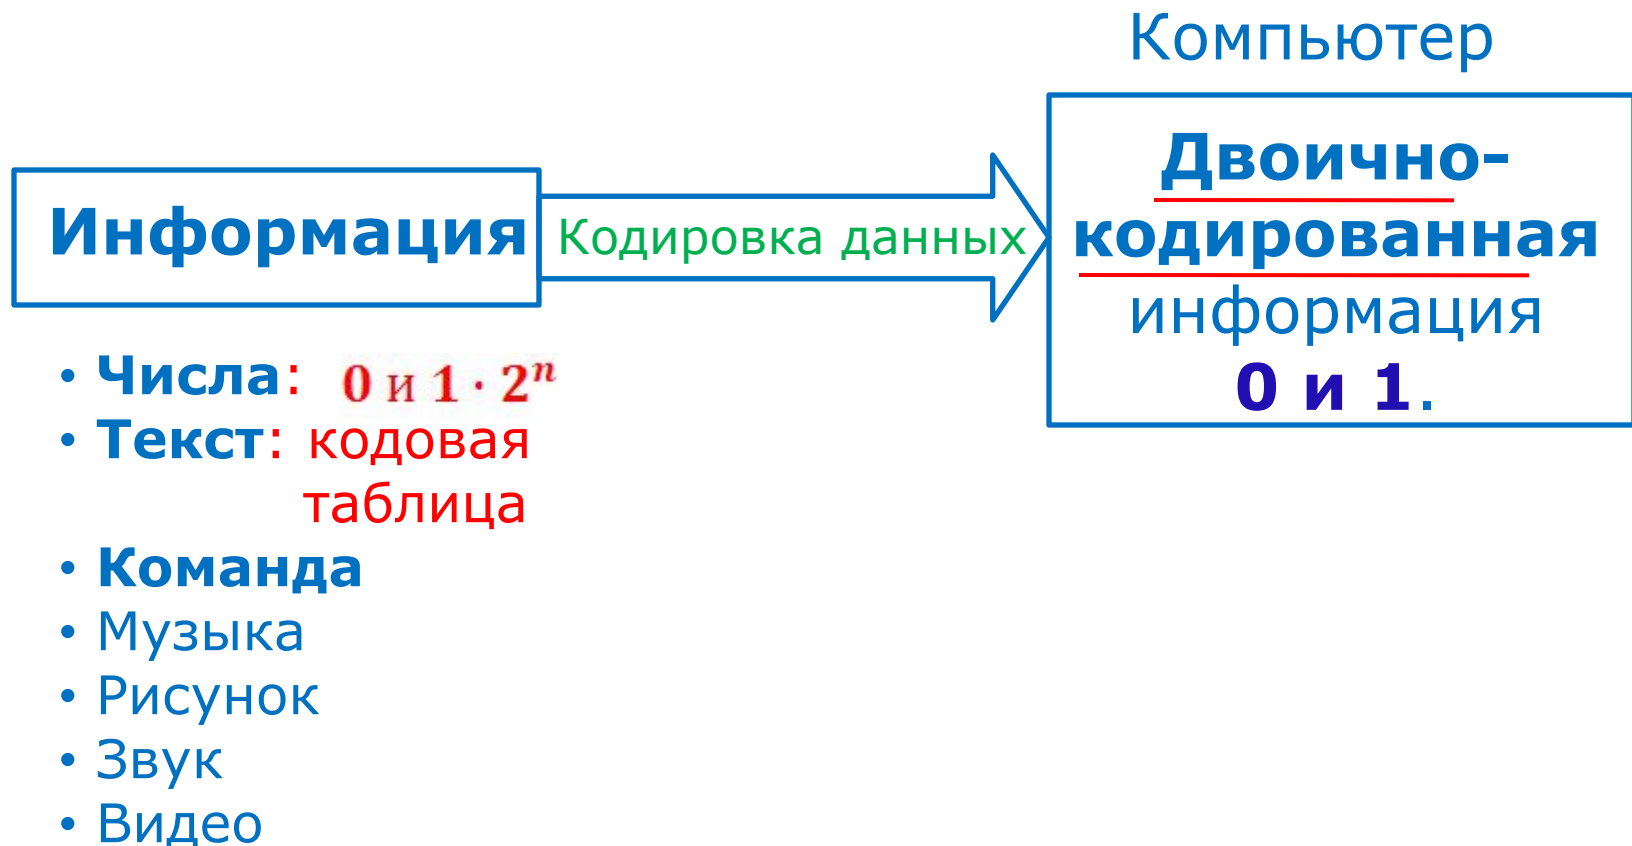 Компьютер
Информация
Кодировка данных
Двоично-
кодированная
информация
0 и 1.
• Числа: 0 и 1 · 2ⁿ
• Текст: кодовая
таблица
• Команда
• Музыка
• Рисунок
• Звук
• Видео